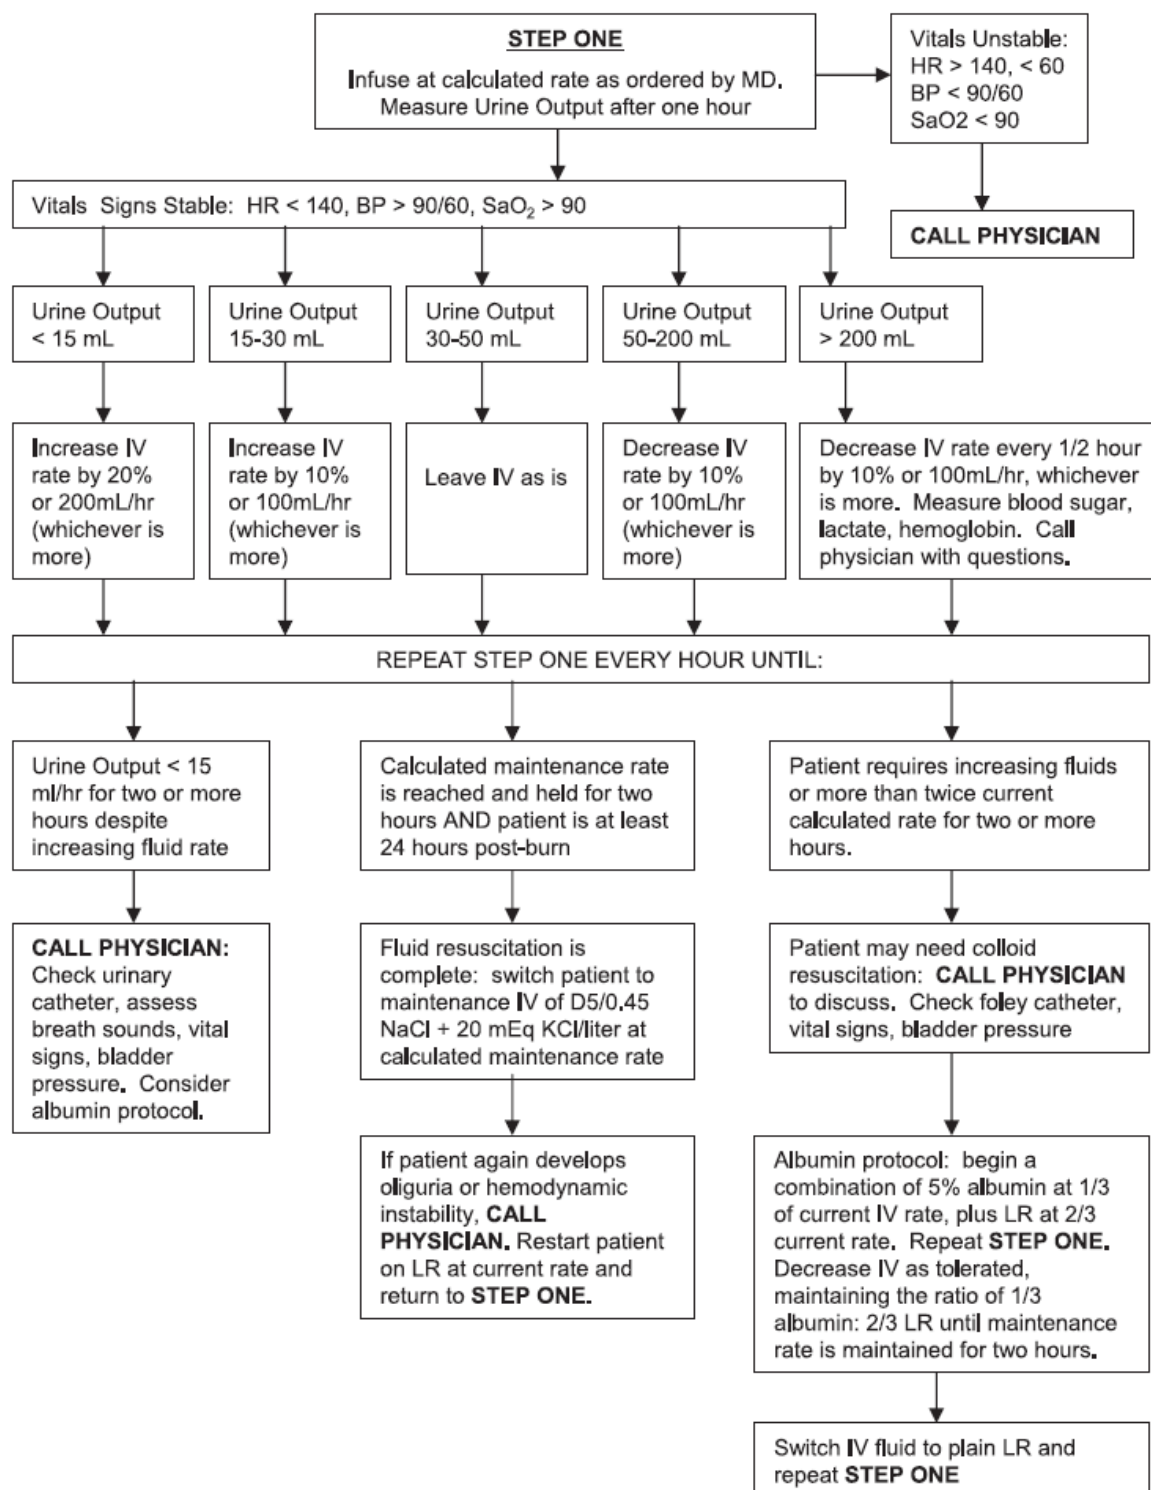 STEP ONE
Infuse at calculated rate as ordered by MD.
Measure Urine Output after one hour
Vitals Unstable:
HR > 140, < 60
BP < 90/60
SaO2 < 90
CALL PHYSICIAN
Vitals Signs Stable: HR < 140, BP > 90/60, SaO₂ > 90
Urine Output
< 15 mL
Urine Output
15-30 mL
Urine Output
30-50 mL
Urine Output
50-200 mL
Urine Output
> 200 mL
Increase IV
rate by 20%
or 200mL/hr
(whichever is
more)
Increase IV
rate by 10%
or 100mL/hr
(whichever is
more)
Leave IV as is
Decrease IV
rate by 10%
or 100mL/hr
(whichever is
more)
Decrease IV rate every 1/2 hour
by 10% or 100mL/hr, whichever
is more. Measure blood sugar,
lactate, hemoglobin. Call
physician with questions.
REPEAT STEP ONE EVERY HOUR UNTIL:
Urine Output < 15
ml/hr for two or more
hours despite
increasing fluid rate
Calculated maintenance rate
is reached and held for two
hours AND patient is at least
24 hours post-burn
Patient requires increasing fluids
or more than twice current
calculated rate for two or more
hours.
CALL PHYSICIAN:
Check urinary
catheter, assess
breath sounds, vital
signs, bladder
pressure. Consider
albumin protocol.
Fluid resuscitation is
complete: switch patient to
maintenance IV of D5/0.45
NaCl + 20 mEq KCl/liter at
calculated maintenance rate
Patient may need colloid
resuscitation: CALL PHYSICIAN
to discuss. Check foley catheter,
vital signs, bladder pressure
If patient again develops
oliguria or hemodynamic
instability, CALL
PHYSICIAN. Restart patient
on LR at current rate and
return to STEP ONE.
Albumin protocol: begin a
combination of 5% albumin at 1/3
of current IV rate, plus LR at 2/3
current rate. Repeat STEP ONE.
Decrease IV as tolerated,
maintaining the ratio of 1/3
albumin: 2/3 LR until maintenance
rate is maintained for two hours.
Switch IV fluid to plain LR and
repeat STEP ONE